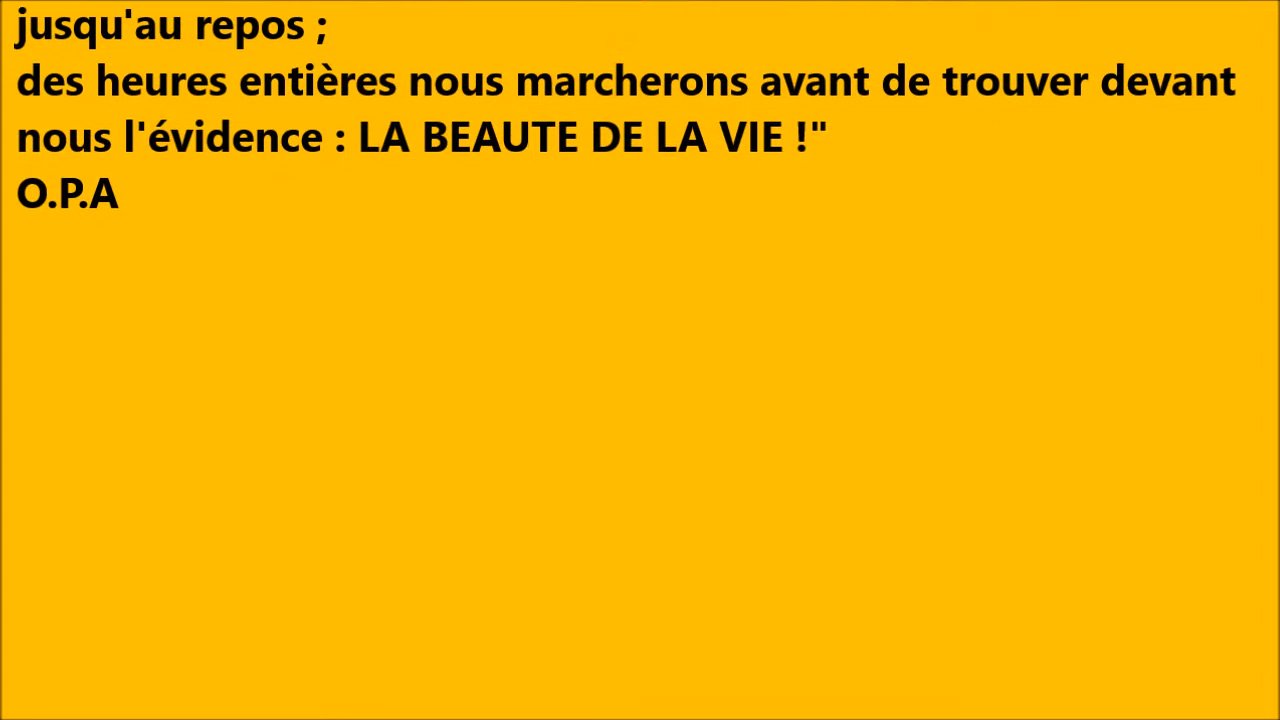 jusqu'au repos ;
des heures entières nous marcherons avant de trouver devant
nous l'évidence : LA BEAUTE DE LA VIE !"
O.P.A